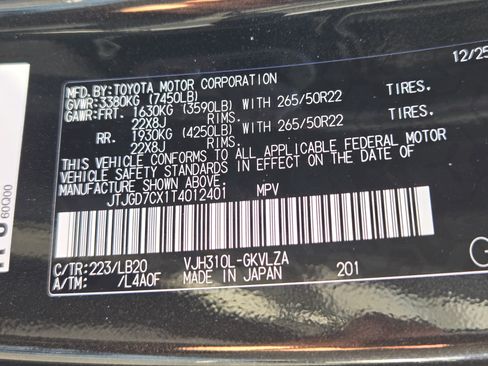 12/25
MFD.BY:TOYOTA MOTOR CORPORATION
GVWR:3380KG (7450LB)
GAWR:FRT. 1630KG (3590LB) WITH 265/50R22 TIRES.
22X8J RIMS.
RR. 1930KG (4250LB) WITH 265/50R22 TIRES.
22X8J RIMS.
THIS VEHICLE CONFORMS TO ALL APPLICABLE FEDERAL MOTOR
VEHICLE SAFETY STANDARDS IN EFFECT ON THE DATE OF
MANUFACTURE SHOWN ABOVE.
JTJGD7CX1T4012401 MPV
C/TR:223/LB20 VJH310L-GKVLZA
A/TM: /L4A0F MADE IN JAPAN 201
60Q00